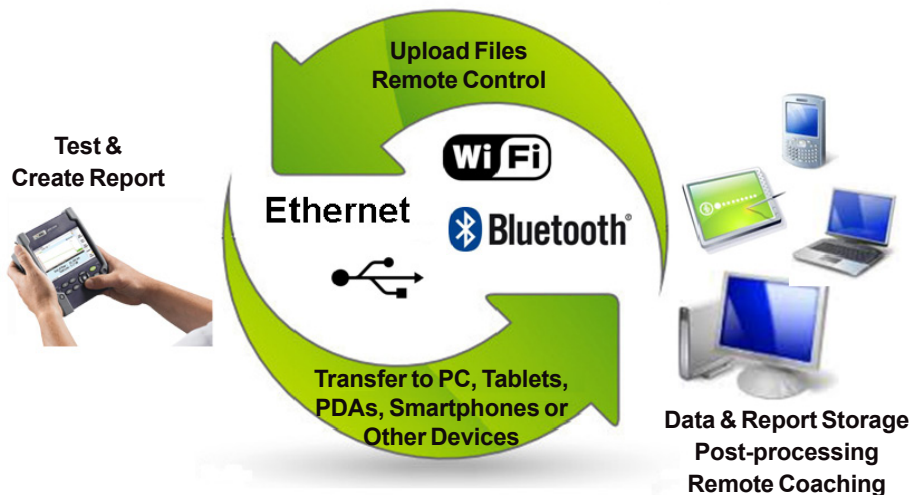 Upload Files
Remote Control
Test &
Create Report
WiFi
Ethernet
Bluetooth®
Transfer to PC, Tablets,
PDAs, Smartphones or
Other Devices
Data & Report Storage
Post-processing
Remote Coaching